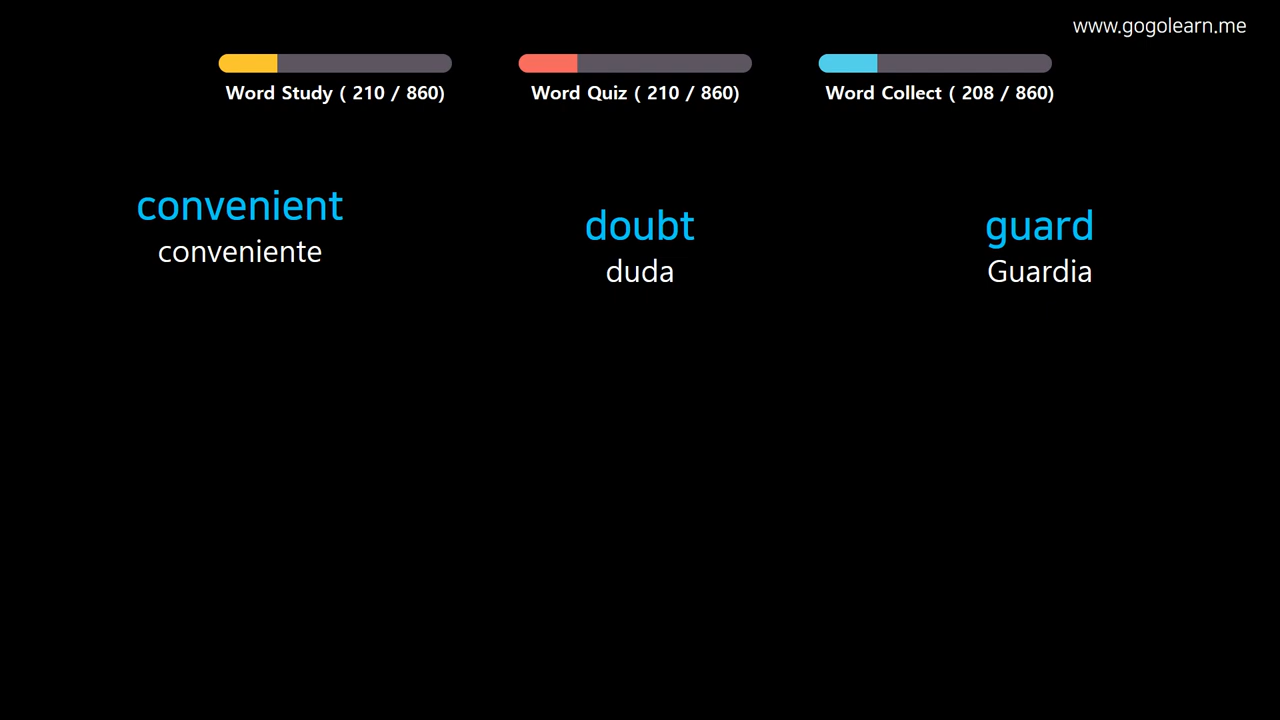 www.gogolearn.me
Word Study ( 210 / 860)
Word Quiz ( 210 / 860)
Word Collect ( 208 / 860)
convenient
conveniente
doubt
duda
guard
Guardia